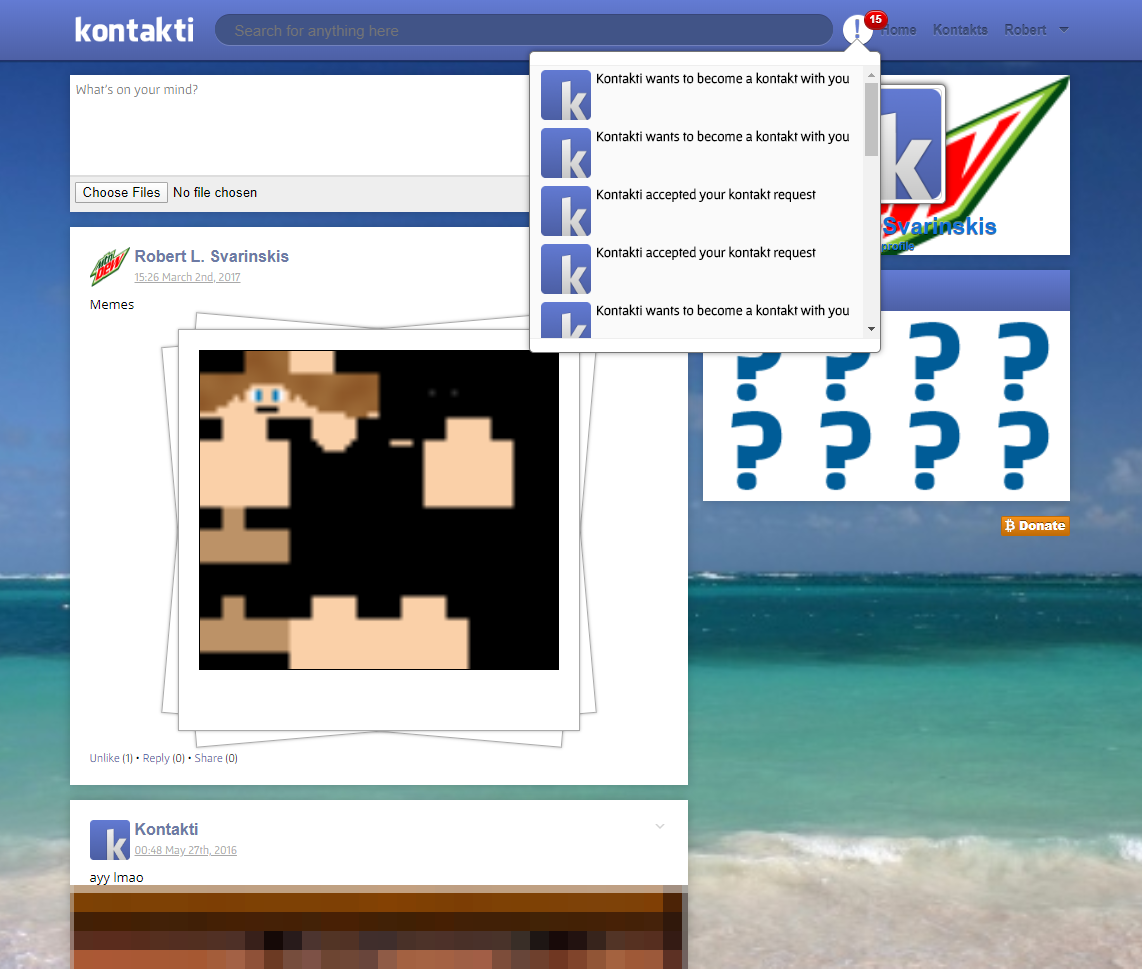 kontakti
Search for anything here
!
15
Home
Kontakts
Robert
Kontakti wants to become a kontakt with you
Kontakti wants to become a kontakt with you
Kontakti accepted your kontakt request
Kontakti accepted your kontakt request
Kontakti wants to become a kontakt with you
What's on your mind?
Choose Files No file chosen
k
Svarinskis
profile
Robert L. Svarinskis
15:26 March 2nd, 2017
Memes
? ? ? ?
? ? ? ?
Donate
Unlike (1) • Reply (0) • Share (0)
Kontakti
00:48 May 27th, 2016
ayy lmao